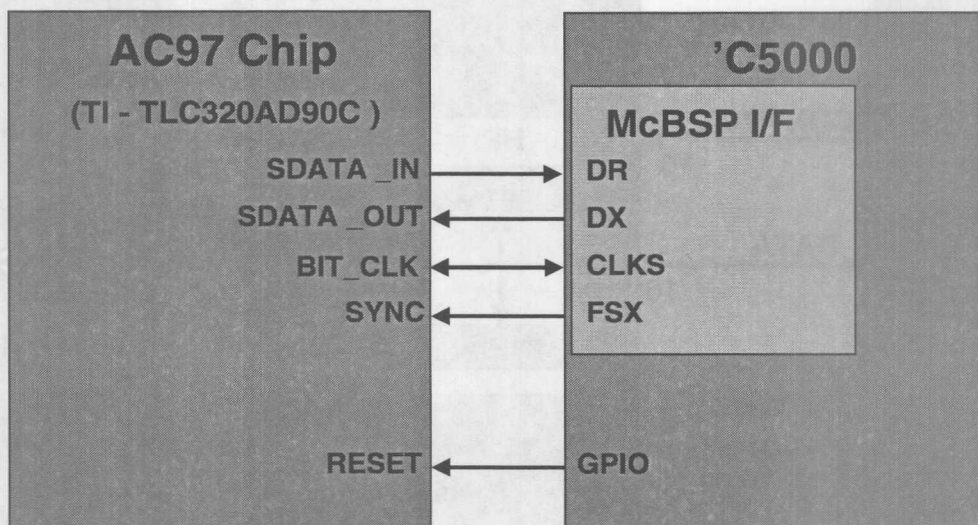 AC97 Chip
(TI - TLC320AD90C )
SDATA _IN
SDATA _OUT
BIT_CLK
SYNC
RESET
'C5000
McBSP I/F
DR
DX
CLKS
FSX
GPIO